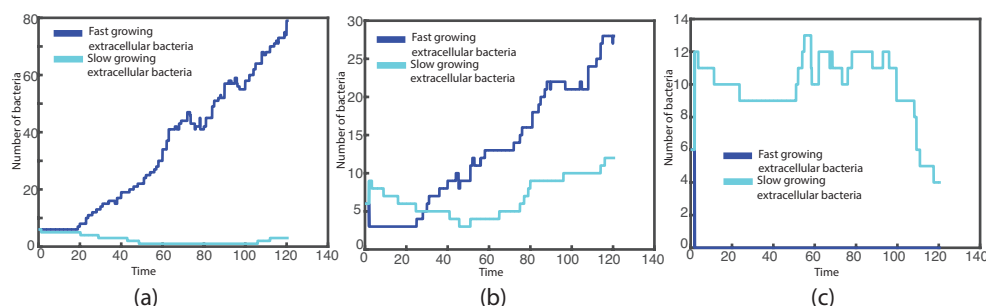 80
60
40
20
0
Number of bacteria
Fast growing
extracellular bacteria
Slow growing
extracellular bacteria
0 20 40 60 80 100 120 140
Time
(a)
30
25
20
15
10
5
0
Number of bacteria
Fast growing
extracellular bacteria
Slow growing
extracellular bacteria
0 20 40 60 80 100 120 140
Time
(b)
14
12
10
8
6
4
2
0
Number of bacteria
Fast growing
extracellular bacteria
Slow growing
extracellular bacteria
0 20 40 60 80 100 120 140
Time
(c)